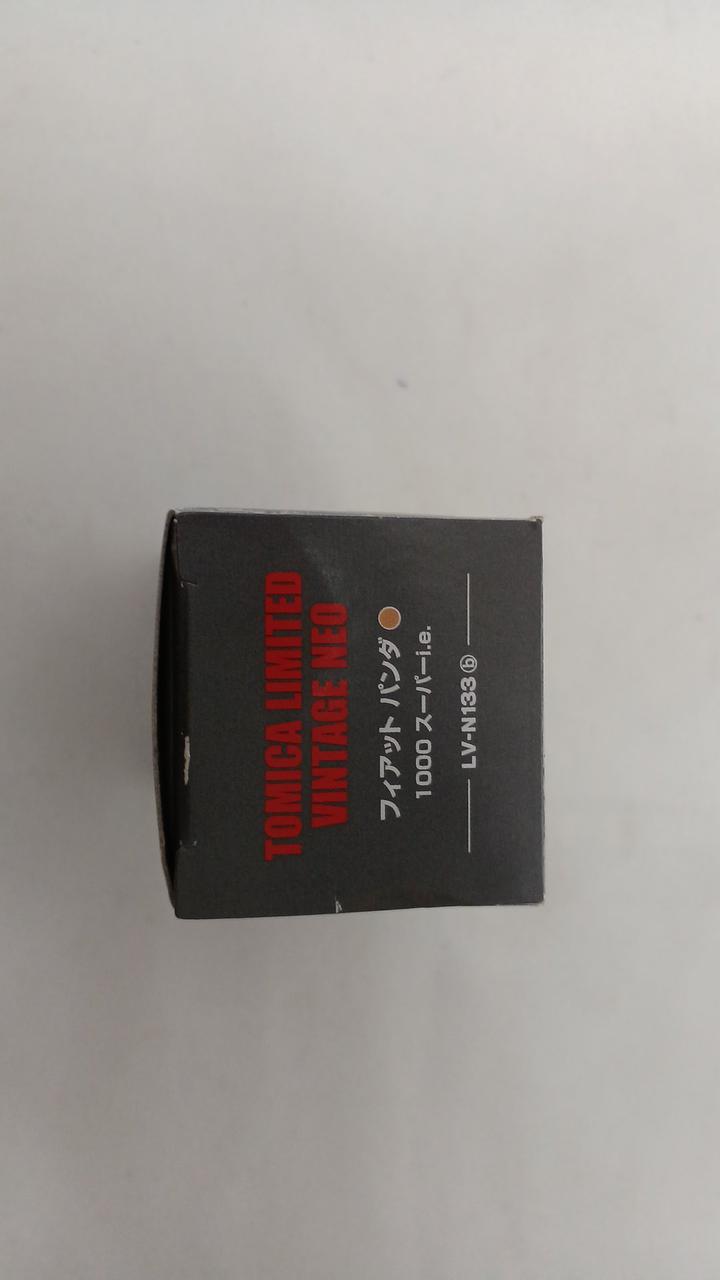 TOMICA LIMITED
VINTAGE NEO
フィアット パンダ
1000 スーパーi.e.
LV-N133 ⓑ